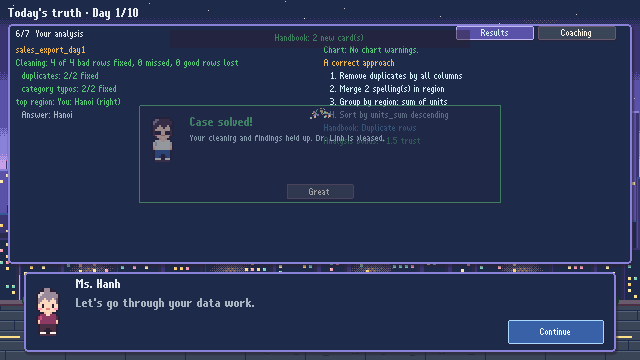 Today's truth · Day 1/10
6/7 Your analysis
Handbook: 2 new card(s)
Results
Coaching
sales_export_day1
Cleaning: 4 of 4 bad rows fixed, 0 missed, 0 good rows lost
duplicates: 2/2 fixed
category typos: 2/2 fixed
top region: You: Hanoi (right)
Answer: Hanoi
Chart: No chart warnings.
A correct approach
1. Remove duplicates by all columns
2. Merge 2 spelling(s) in region
3. Group by region: sum of units
4. Sort by units_sum descending
Handbook: Duplicate rows
1.5 trust
Case solved!
Your cleaning and findings held up. Dr. Linh is pleased.
Great
Ms. Hanh
Let's go through your data work.
Continue